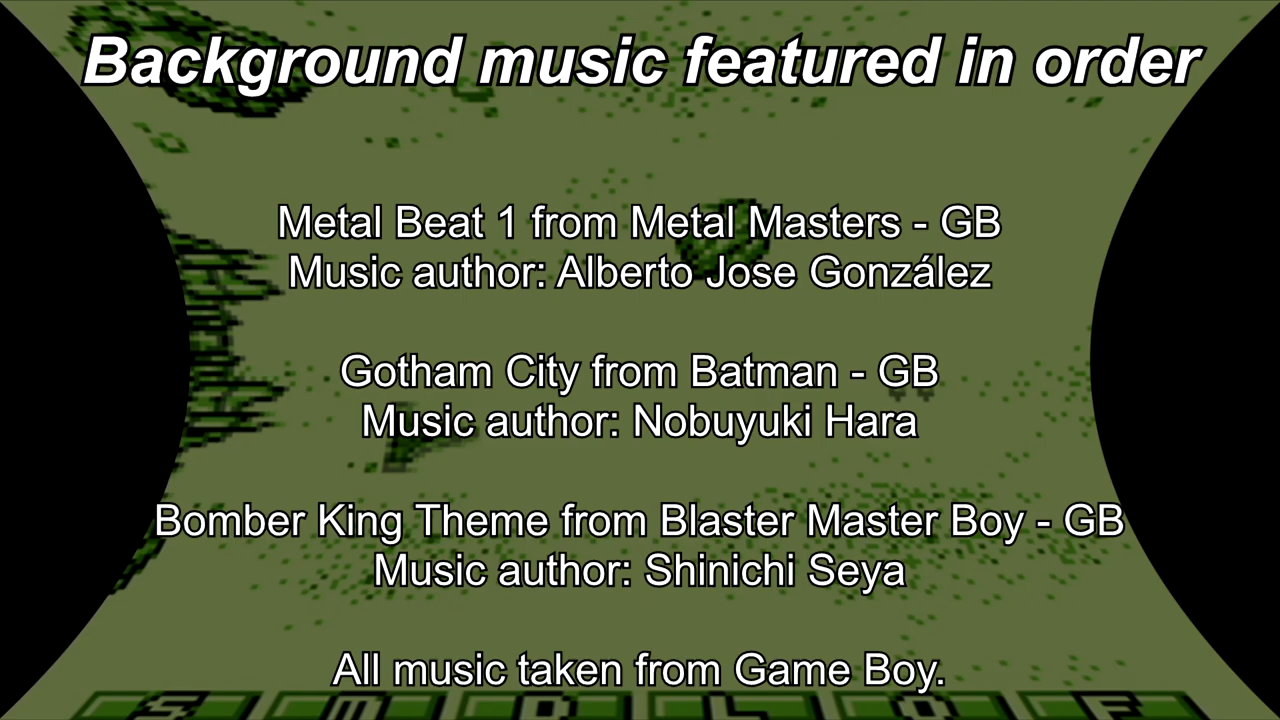 Background music featured in order
Metal Beat 1 from Metal Masters - GB
Music author: Alberto Jose González
Gotham City from Batman - GB
Music author: Nobuyuki Hara
Bomber King Theme from Blaster Master Boy - GB
Music author: Shinichi Seya
All music taken from Game Boy.
S M D L O F